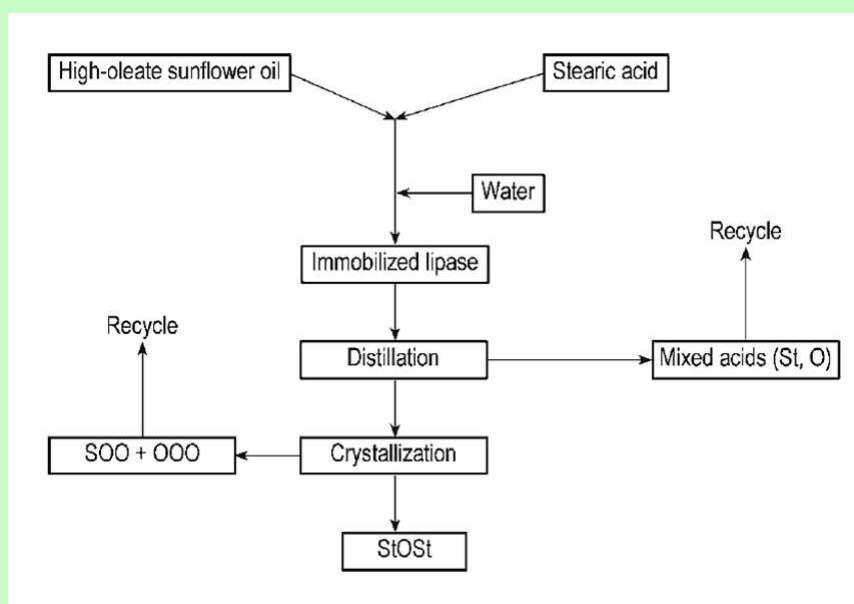 High-oleate sunflower oil
Stearic acid
Water
Immobilized lipase
Recycle
Recycle
Distillation
Mixed acids (St, O)
SOO + OOO
Crystallization
StOSt